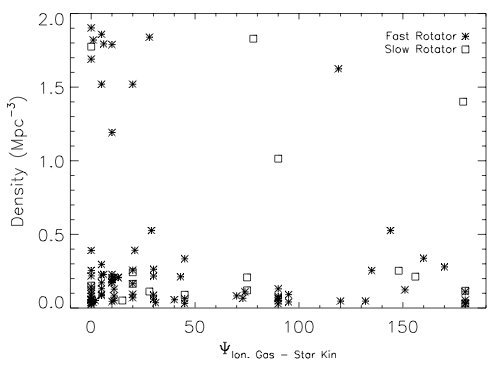 2.0
1.5
1.0
0.5
0.0
Density (Mpc⁻³)
Fast Rotator
Slow Rotator
0
50
100
150
Ψ Ion. Gas – Star Kin